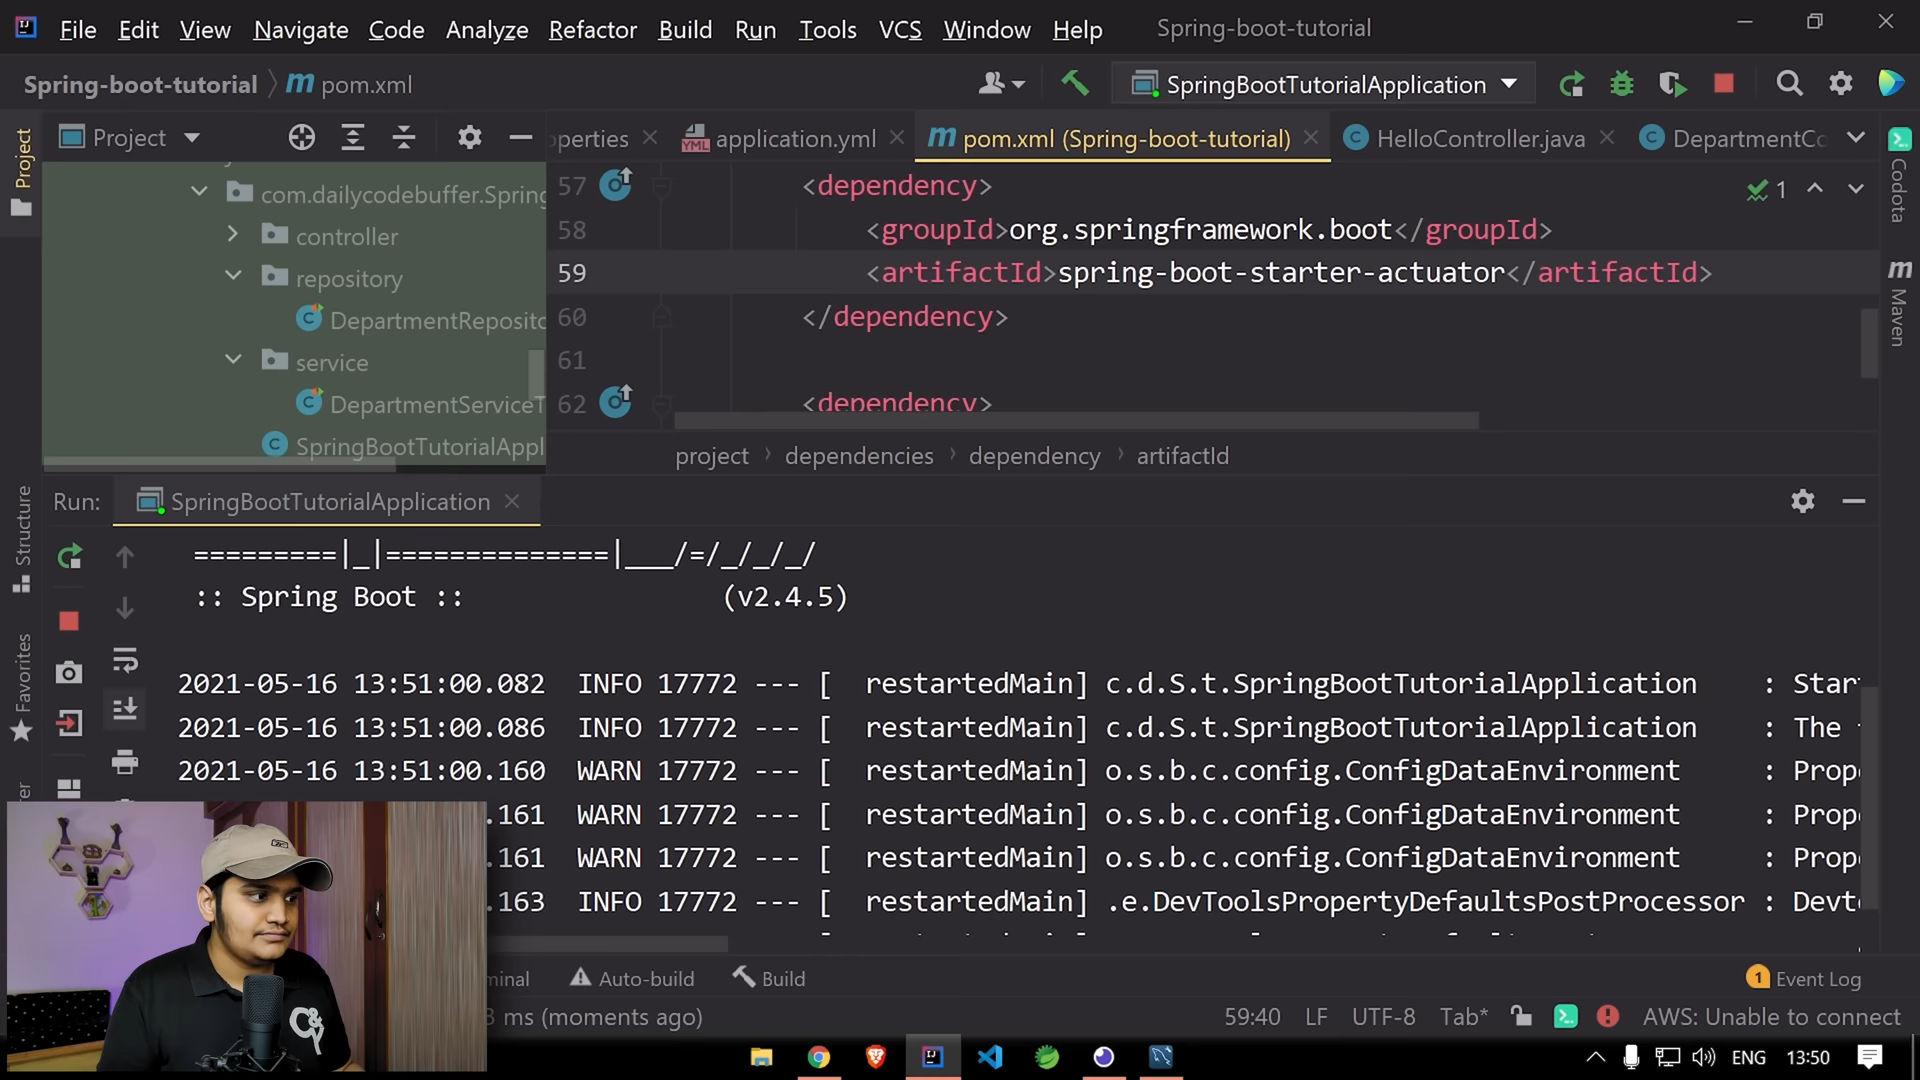 File Edit View Navigate Code Analyze Refactor Build Run Tools VCS Window Help Spring-boot-tutorial
Spring-boot-tutorial m pom.xml SpringBootTutorialApplication
Project operties application.yml m pom.xml (Spring-boot-tutorial) HelloController.java DepartmentCo
Project
Structure
Favorites
Codota
m Maven
com.dailycodebuffer.Spring
controller
repository
DepartmentReposito
service
DepartmentServiceT
SpringBootTutorialAppl
57 <dependency>
58 <groupId>org.springframework.boot</groupId>
59 <artifactId>spring-boot-starter-actuator</artifactId>
60 </dependency>
61
62 <dependency>
1
project dependencies dependency artifactId
Run: SpringBootTutorialApplication
=========|_|==============|___/=/_/_/_/
:: Spring Boot :: (v2.4.5)
2021-05-16 13:51:00.082 INFO 17772 --- [ restartedMain] c.d.S.t.SpringBootTutorialApplication : Star
2021-05-16 13:51:00.086 INFO 17772 --- [ restartedMain] c.d.S.t.SpringBootTutorialApplication : The
2021-05-16 13:51:00.160 WARN 17772 --- [ restartedMain] o.s.b.c.config.ConfigDataEnvironment : Prop
.161 WARN 17772 --- [ restartedMain] o.s.b.c.config.ConfigDataEnvironment : Prop
.161 WARN 17772 --- [ restartedMain] o.s.b.c.config.ConfigDataEnvironment : Prop
.163 INFO 17772 --- [ restartedMain] .e.DevToolsPropertyDefaultsPostProcessor : Devt
minal Auto-build Build 1 Event Log
ms (moments ago) 59:40 LF UTF-8 Tab* AWS: Unable to connect
ENG 13:50